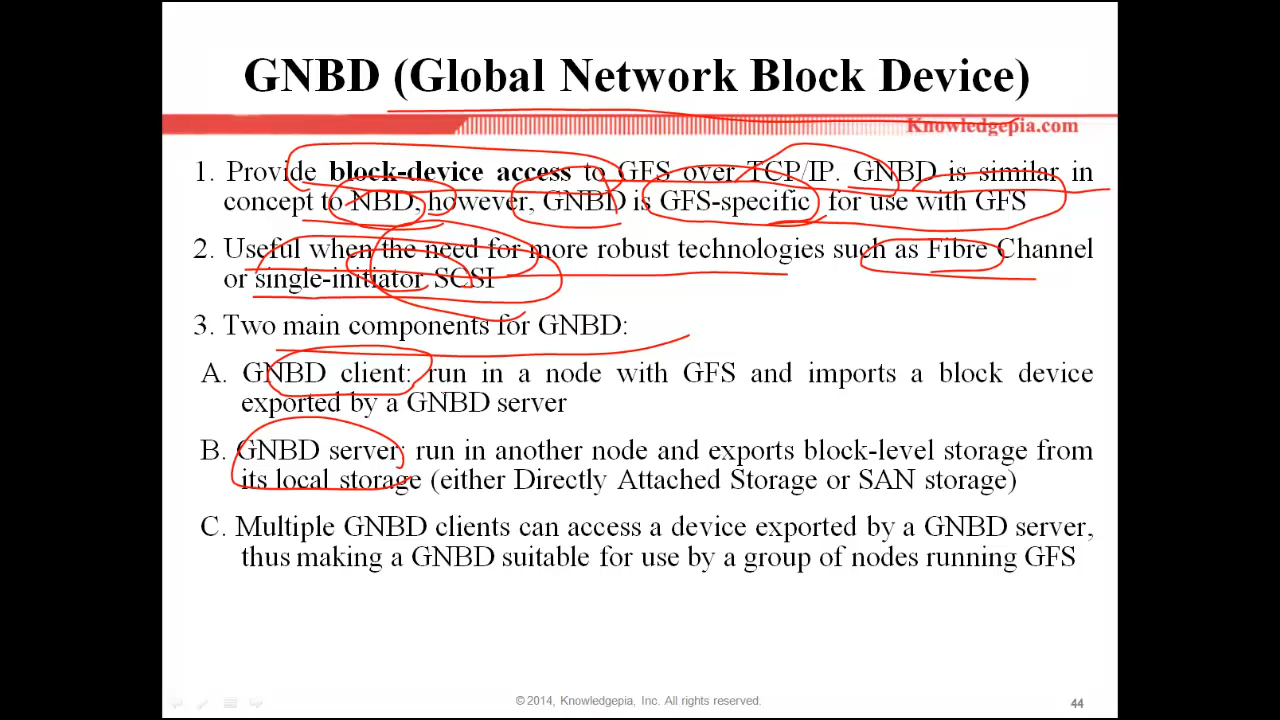 GNBD (Global Network Block Device)
Knowledgepia.com
1. Provide block-device access to GFS over TCP/IP. GNBD is similar in
concept to NBD, however, GNBD is GFS-specific for use with GFS
2. Useful when the need for more robust technologies such as Fibre Channel
or single-initiator SCSI
3. Two main components for GNBD:
A. GNBD client: run in a node with GFS and imports a block device
exported by a GNBD server
B. GNBD server: run in another node and exports block-level storage from
its local storage (either Directly Attached Storage or SAN storage)
C. Multiple GNBD clients can access a device exported by a GNBD server,
thus making a GNBD suitable for use by a group of nodes running GFS
© 2014, Knowledgepia, Inc. All rights reserved.
44